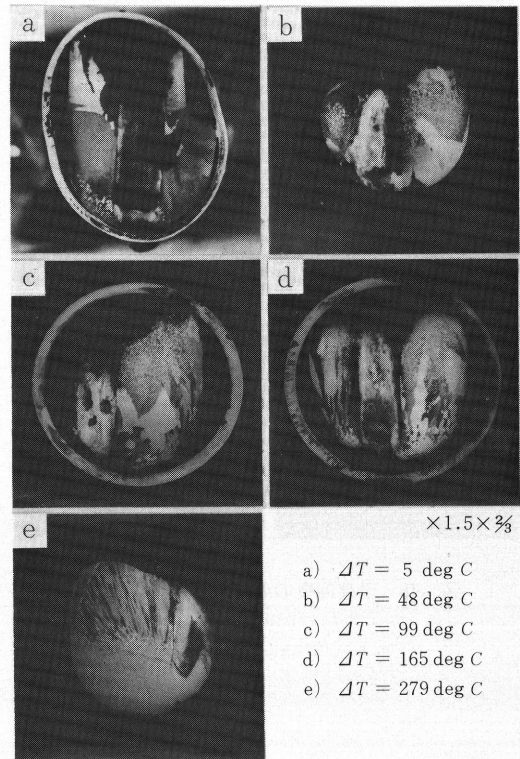 a
b
c
d
e
×1.5×⅔
a) ΔT = 5 deg C
b) ΔT = 48 deg C
c) ΔT = 99 deg C
d) ΔT = 165 deg C
e) ΔT = 279 deg C